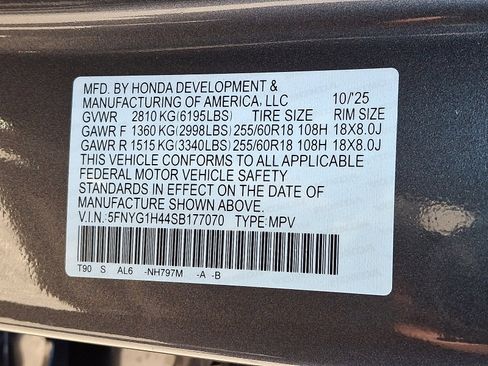 MFD. BY HONDA DEVELOPMENT &
MANUFACTURING OF AMERICA, LLC 10/'25
GVWR 2810 KG(6195LBS) TIRE SIZE RIM SIZE
GAWR F 1360 KG(2998LBS) 255/60R18 108H 18X8.0J
GAWR R 1515 KG(3340LBS) 255/60R18 108H 18X8.0J
THIS VEHICLE CONFORMS TO ALL APPLICABLE
FEDERAL MOTOR VEHICLE SAFETY
STANDARDS IN EFFECT ON THE DATE OF
MANUFACTURE SHOWN ABOVE.
V.I.N.:5FNYG1H44SB177070 TYPE:MPV
T90 S AL6 -NH797M -A -B